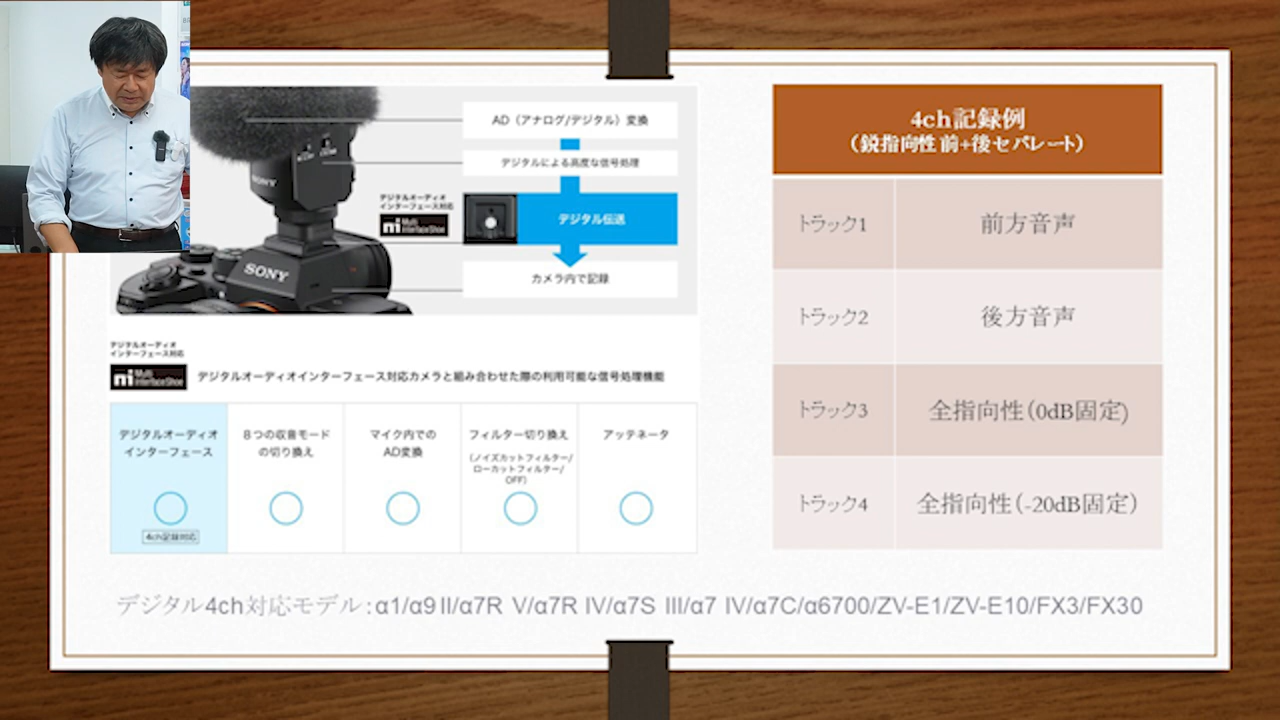 AD（アナログ/デジタル）変換
デジタルによる高度な信号処理
デジタルオーディオ
インターフェース対応
Multi
Interface Shoe
デジタル伝送
カメラ内で記録
SONY
SONY
デジタルオーディオ
インターフェース対応
Multi
Interface Shoe
デジタルオーディオインターフェース対応カメラと組み合わせた際の利用可能な信号処理機能
デジタルオーディオ
インターフェース
4ch記録対応
８つの収音モード
の切り換え
マイク内での
AD変換
フィルター切り換え
（ノイズカットフィルター/
ローカットフィルター/
OFF）
アッテネータ
4ch記録例
（鋭指向性 前+後セパレート）
トラック1 前方音声
トラック2 後方音声
トラック3 全指向性（0dB固定）
トラック4 全指向性（-20dB固定）
デジタル4ch対応モデル：α1/α9Ⅱ/α7R Ⅴ/α7R Ⅳ/α7S Ⅲ/α7 Ⅳ/α7C/α6700/ZV-E1/ZV-E10/FX3/FX30